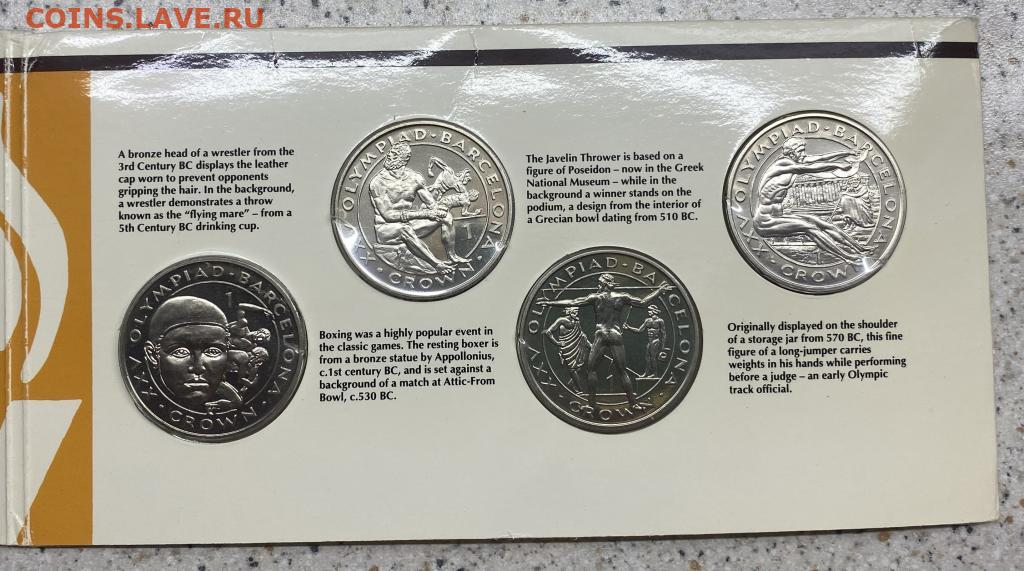 COINS.LAVE.RU
A bronze head of a wrestler from the
3rd Century BC displays the leather
cap worn to prevent opponents
gripping the hair. In the background,
a wrestler demonstrates a throw
known as the “flying mare” – from a
5th Century BC drinking cup.
XXV OLYMPIAD · BARCELONA
1
· CROWN ·
XXV OLYMPIAD · BARCELONA
1
· CROWN ·
Boxing was a highly popular event in
the classic games. The resting boxer is
from a bronze statue by Appollonius,
c.1st century BC, and is set against a
background of a match at Attic-From
Bowl, c.530 BC.
The Javelin Thrower is based on a
figure of Poseidon – now in the Greek
National Museum – while in the
background a winner stands on the
podium, a design from the interior of
a Grecian bowl dating from 510 BC.
XXV OLYMPIAD · BARCELONA
1
· CROWN ·
XXV OLYMPIAD · BARCELONA
1
· CROWN ·
Originally displayed on the shoulder
of a storage jar from 570 BC, this fine
figure of a long-jumper carries
weights in his hands while performing
before a judge – an early Olympic
track official.